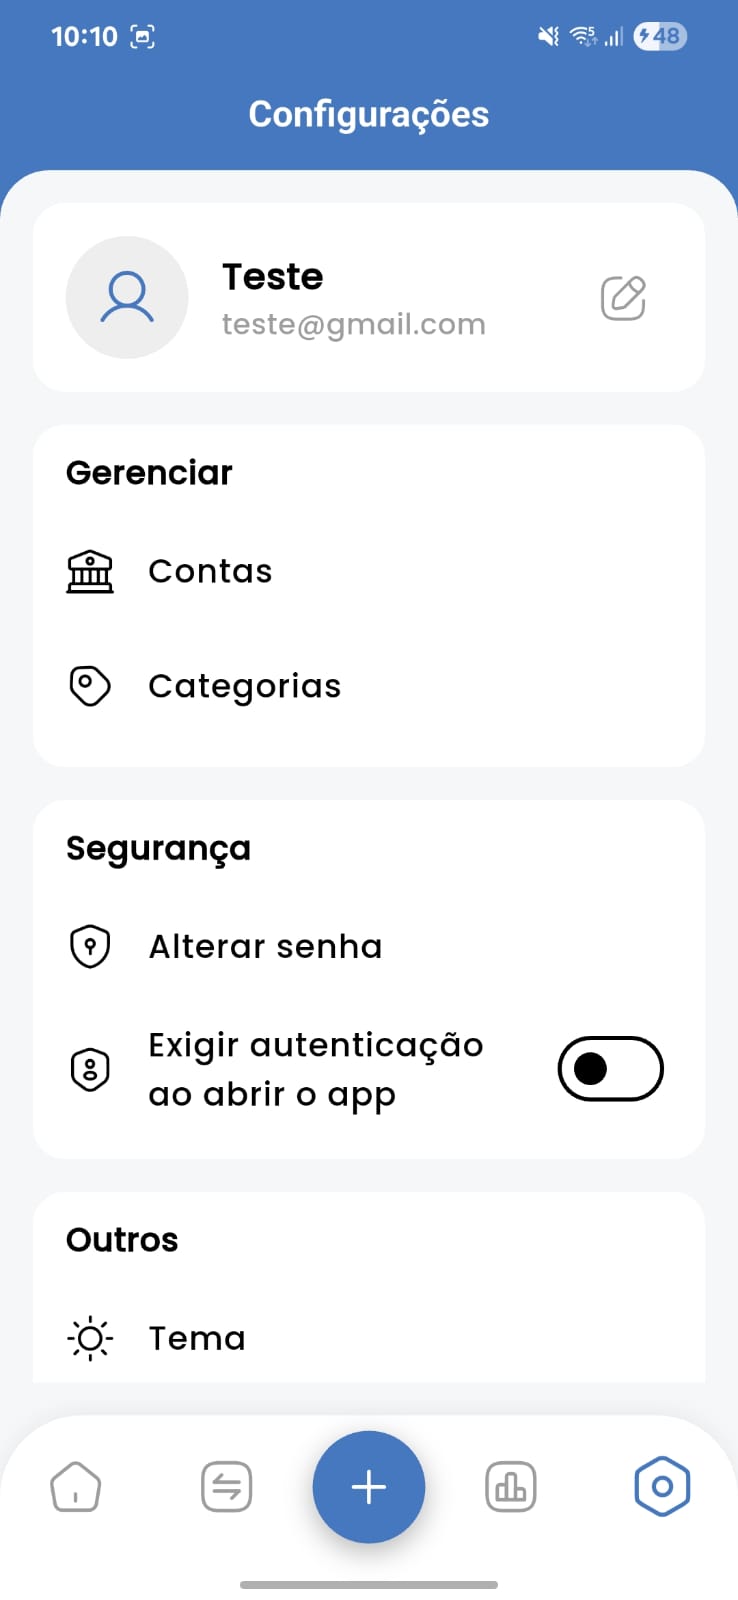 10:10
5
48
Configurações
Teste
teste@gmail.com
Gerenciar
Contas
Categorias
Segurança
Alterar senha
Exigir autenticação
ao abrir o app
Outros
Tema